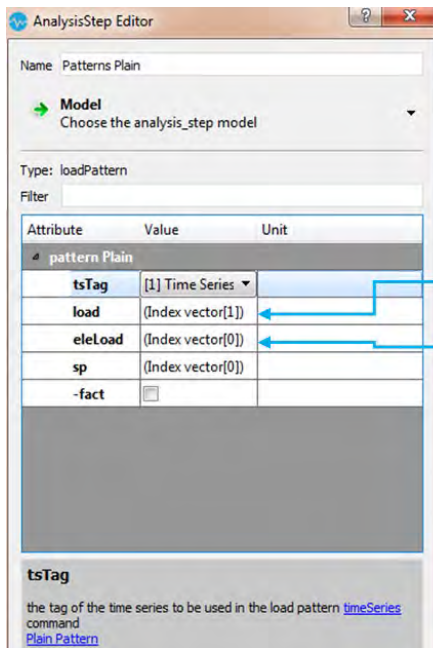 AnalysisStep Editor
Name Patterns Plain
Model
Choose the analysis_step model
Type: loadPattern
Filter
Attribute Value Unit
pattern Plain
tsTag [1] Time Series
load (Index vector[1])
eleLoad (Index vector[0])
sp (Index vector[0])
-fact
tsTag
the tag of the time series to be used in the load pattern timeSeries
command
Plain Pattern